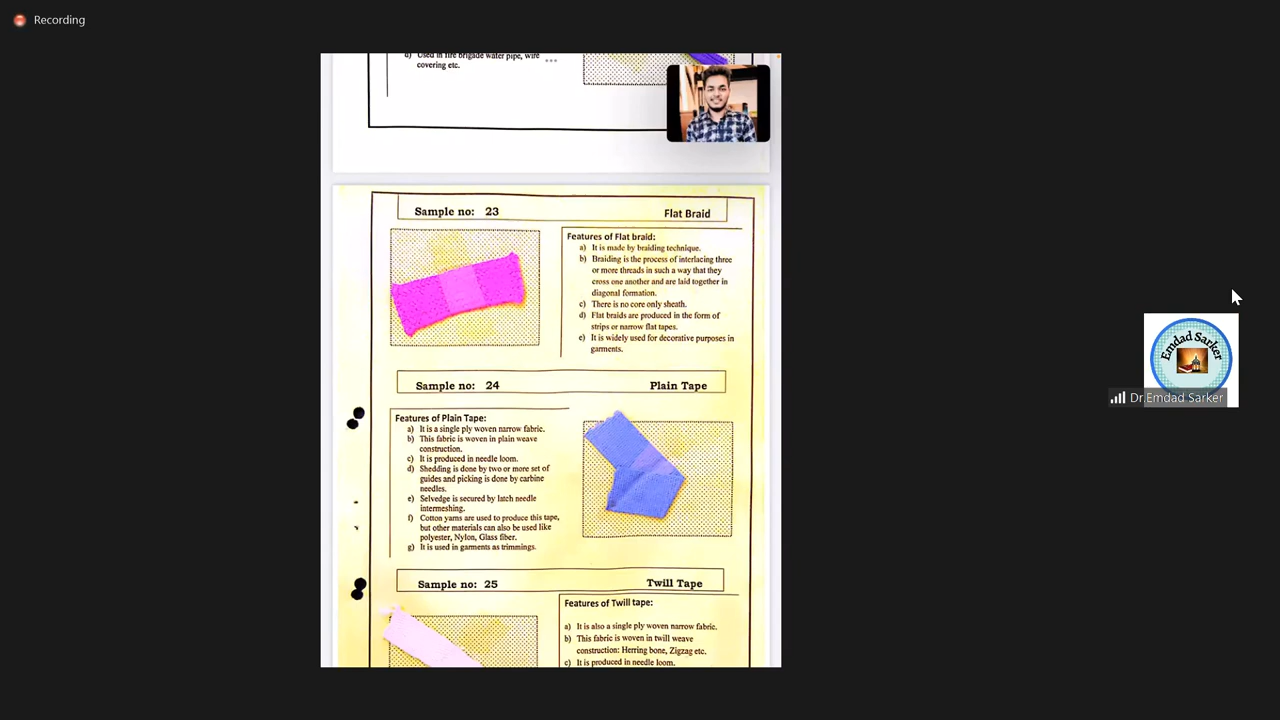 Recording
d) Used in fire brigade water pipe, wire
covering etc.
Sample no: 23 Flat Braid
Features of Flat braid:
a) It is made by braiding technique.
b) Braiding is the process of interlacing three
or more threads in such a way that they
cross one another and are laid together in
diagonal formation.
c) There is no core only sheath.
d) Flat braids are produced in the form of
strips or narrow flat tapes.
e) It is widely used for decorative purposes in
garments.
Sample no: 24 Plain Tape
Features of Plain Tape:
a) It is a single ply woven narrow fabric.
b) This fabric is woven in plain weave
construction.
c) It is produced in needle loom.
d) Shedding is done by two or more set of
guides and picking is done by carbine
needles.
e) Selvedge is secured by latch needle
intermeshing.
f) Cotton yarns are used to produce this tape,
but other materials can also be used like
polyester, Nylon, Glass fiber.
g) It is used in garments as trimmings.
Sample no: 25 Twill Tape
Features of Twill tape:
a) It is also a single ply woven narrow fabric.
b) This fabric is woven in twill weave
construction: Herring bone, Zigzag etc.
c) It is produced in needle loom.
Emdad Sarker
Dr.Emdad Sarker